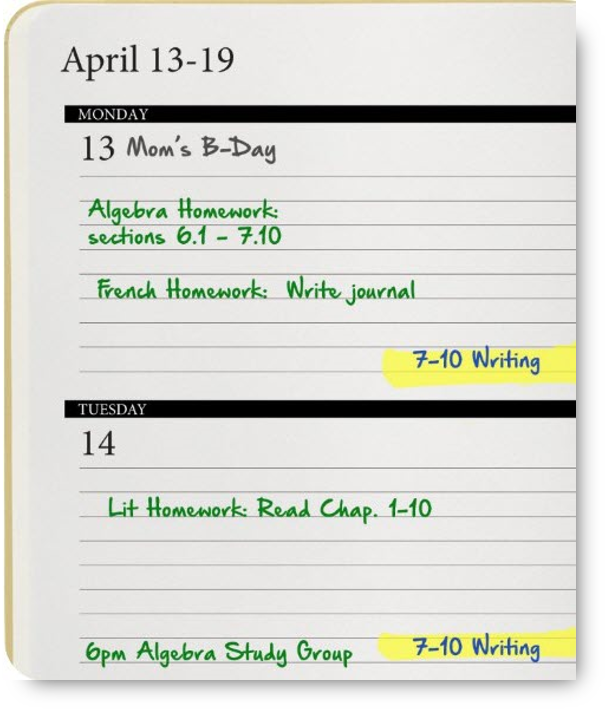 April 13-19
MONDAY
13 Mom's B-Day
Algebra Homework:
sections 6.1 - 7.10
French Homework: Write journal
7-10 Writing
TUESDAY
14
Lit Homework: Read Chap. 1-10
6pm Algebra Study Group 7-10 Writing